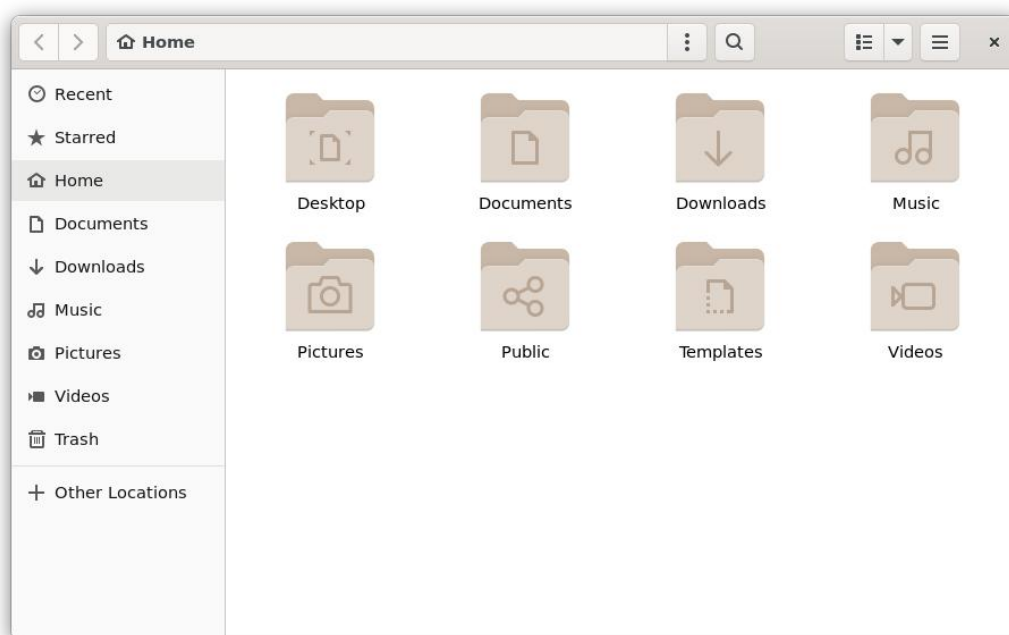 Home
Recent
Starred
Home
Documents
Downloads
Music
Pictures
Videos
Trash
Other Locations
Desktop Documents Downloads Music
Pictures Public Templates Videos